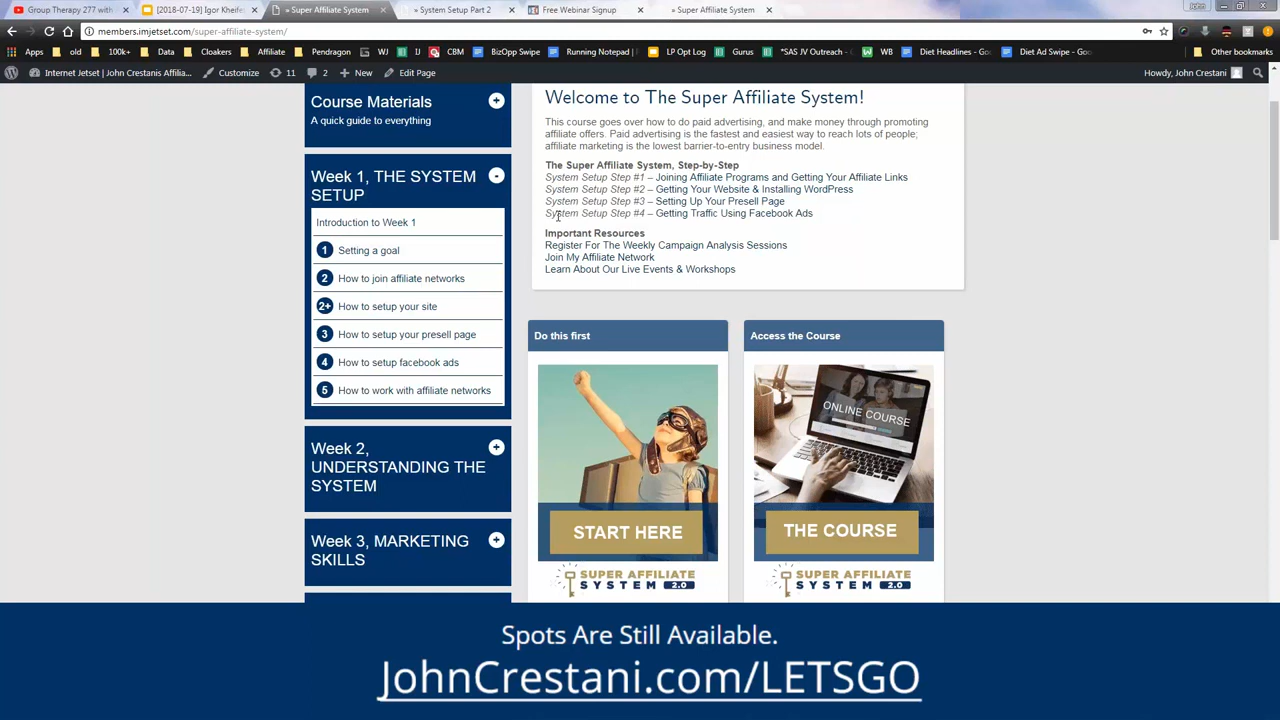 Group Therapy 277 with
[2018-07-19] Igor Kheife
» Super Affiliate System
» System Setup Part 2
Free Webinar Signup
» Super Affiliate System
John
members.imjetset.com/super-affiliate-system/
Apps
old
100k+
Data
Cloakers
Affiliate
Pendragon
WJ
IJ
CBM
BizOpp Swipe
Running Notepad
LP Opt Log
Gurus
*SAS JV Outreach - G
WB
Diet Headlines - Go
Diet Ad Swipe - Goo
Other bookmarks
Internet Jetset | John Crestanis Affilia...
Customize
11
2
New
Edit Page
Howdy, John Crestani
Course Materials
A quick guide to everything
Week 1, THE SYSTEM
SETUP
Introduction to Week 1
1 Setting a goal
2 How to join affiliate networks
2+ How to setup your site
3 How to setup your presell page
4 How to setup facebook ads
5 How to work with affiliate networks
Week 2,
UNDERSTANDING THE
SYSTEM
Week 3, MARKETING
SKILLS
Welcome to The Super Affiliate System!
This course goes over how to do paid advertising, and make money through promoting
affiliate offers. Paid advertising is the fastest and easiest way to reach lots of people;
affiliate marketing is the lowest barrier-to-entry business model.
The Super Affiliate System, Step-by-Step
System Setup Step #1 – Joining Affiliate Programs and Getting Your Affiliate Links
System Setup Step #2 – Getting Your Website & Installing WordPress
System Setup Step #3 – Setting Up Your Presell Page
System Setup Step #4 – Getting Traffic Using Facebook Ads
Important Resources
Register For The Weekly Campaign Analysis Sessions
Join My Affiliate Network
Learn About Our Live Events & Workshops
Do this first
START HERE
SUPER AFFILIATE
SYSTEM 2.0
Access the Course
ONLINE COURSE
THE COURSE
SUPER AFFILIATE
SYSTEM 2.0
Spots Are Still Available.
JohnCrestani.com/LETSGO